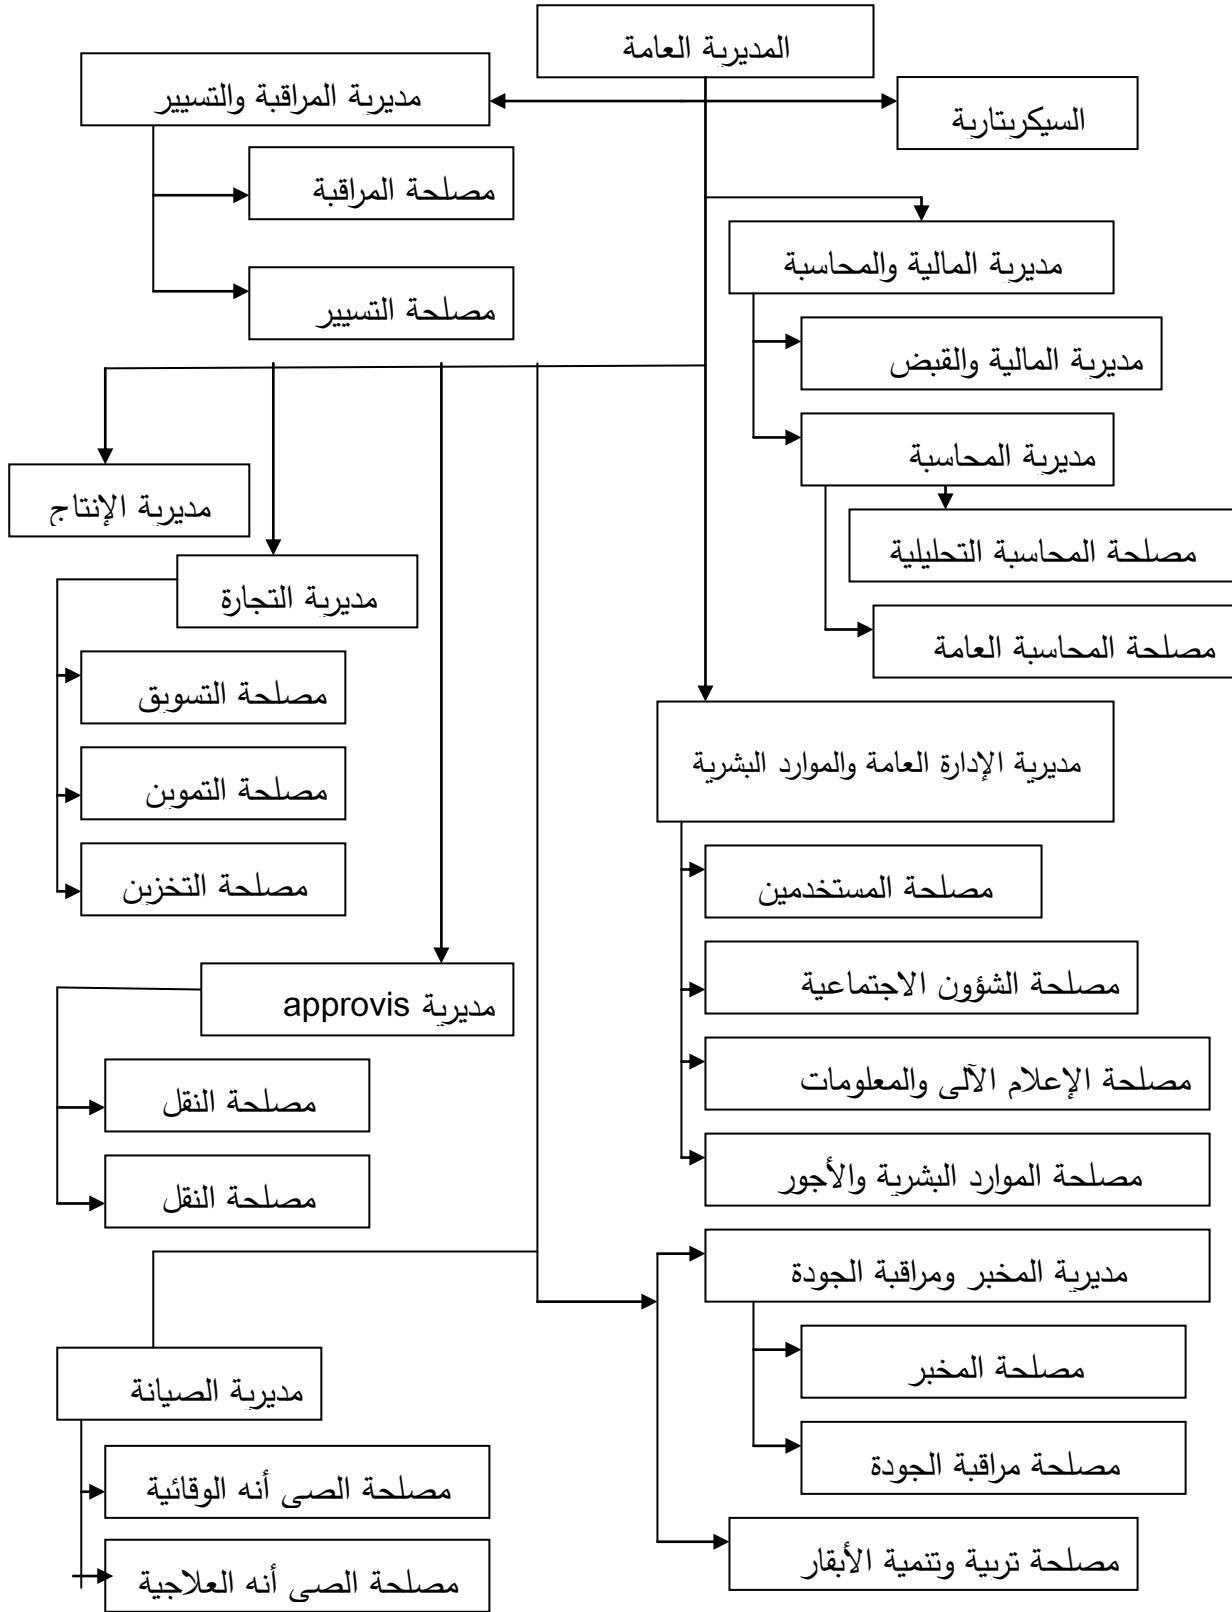 المديرية العامة
مديرية المراقبة والتسيير
السيكريتارية
مصلحة المراقبة
مديرية المالية والمحاسبة
مصلحة التسيير
مديرية المالية والقبض
مديرية المحاسبة
مديرية الإنتاج
مصلحة المحاسبة التحليلية
مديرية التجارة
مصلحة المحاسبة العامة
مصلحة التسويق
مديرية الإدارة العامة والموارد البشرية
مصلحة التموين
مصلحة التخزين
مصلحة المستخدمين
مصلحة الشؤون الاجتماعية
مديرية approvis
مصلحة الإعلام الآلى والمعلومات
مصلحة النقل
مصلحة الموارد البشرية والأجور
مصلحة النقل
مديرية المخبر ومراقبة الجودة
مصلحة المخبر
مديرية الصيانة
مصلحة مراقبة الجودة
مصلحة الصى أنه الوقائية
مصلحة تربية وتنمية الأبقار
مصلحة الصى أنه العلاجية